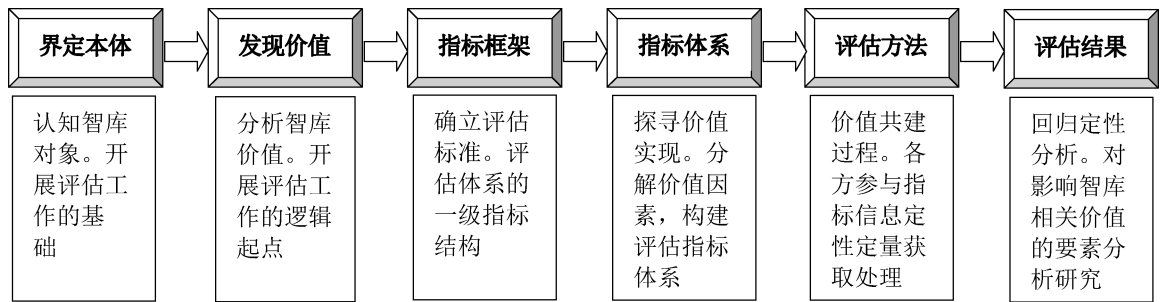 界定本体
发现价值
指标框架
指标体系
评估方法
评估结果
认知智库
对象。开
展评估工
作的基
础
分析智库
价值。开
展评估工
作的逻辑
起点
确立评估
标准。评
估体系的
一级指标
结构
探寻价值
实现。分
解价值因
素，构建
评估指标
体系
价值共建
过程。各
方参与指
标信息定
性定量获
取处理
回归定性
分析。对
影响智库
相关价值
的要素分
析研究